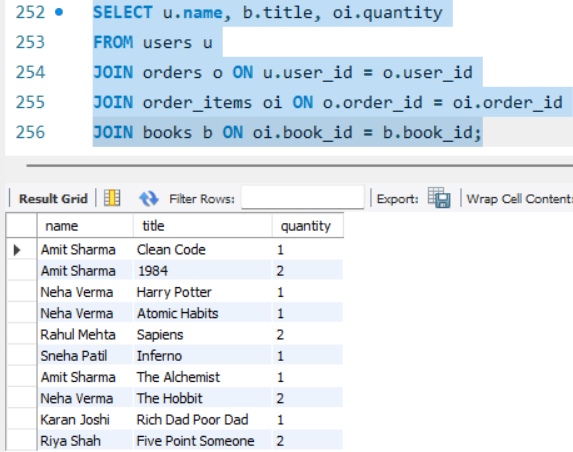 252 SELECT u.name, b.title, oi.quantity
253 FROM users u
254 JOIN orders o ON u.user_id = o.user_id
255 JOIN order_items oi ON o.order_id = oi.order_id
256 JOIN books b ON oi.book_id = b.book_id;
Result Grid Filter Rows: Export: Wrap Cell Content:
name title quantity
Amit Sharma Clean Code 1
Amit Sharma 1984 2
Neha Verma Harry Potter 1
Neha Verma Atomic Habits 1
Rahul Mehta Sapiens 2
Sneha Patil Inferno 1
Amit Sharma The Alchemist 1
Neha Verma The Hobbit 2
Karan Joshi Rich Dad Poor Dad 1
Riya Shah Five Point Someone 2